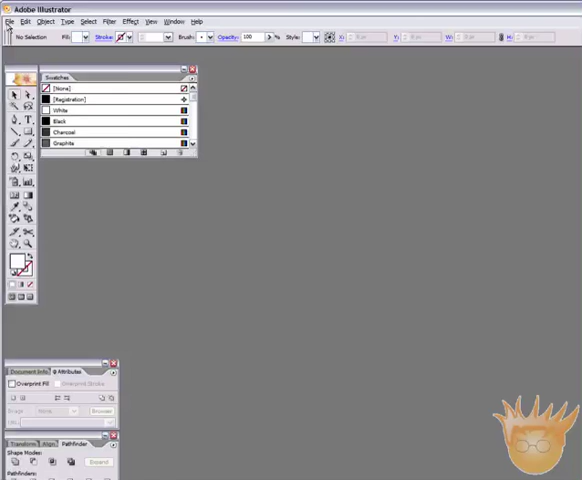 Adobe Illustrator
File Edit Object Type Select Filter Effect View Window Help
No Selection Fill: Stroke: Brush: Opacity: 100 % Style: X: Y: W: H:
Swatches
[None]
[Registration]
White
Black
Charcoal
Graphite
Document Info Attributes
Overprint Fill Overprint Stroke
None Browser
Transform Align Pathfinder
Shape Modes:
Expand
Pathfinders: